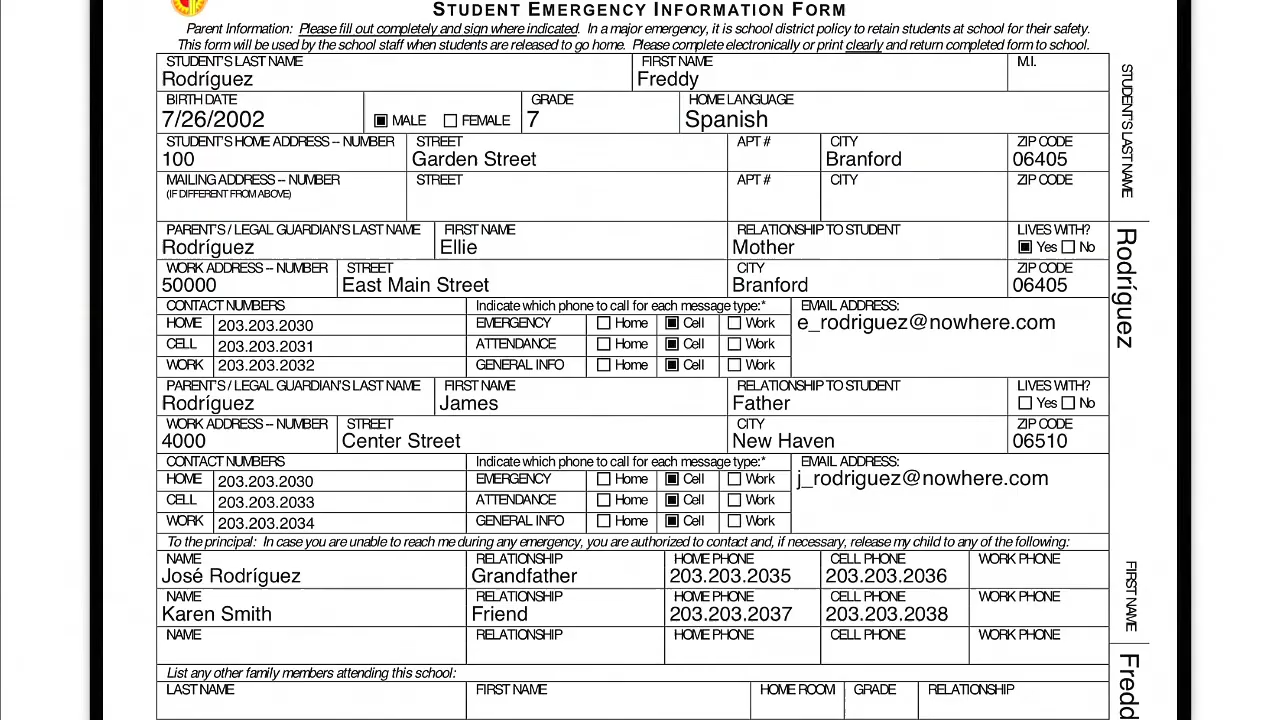 STUDENT EMERGENCY INFORMATION FORM
Parent Information: Please fill out completely and sign where indicated. In a major emergency, it is school district policy to retain students at school for their safety.
This form will be used by the school staff when students are released to go home. Please complete electronically or print clearly and return completed form to school.
STUDENT'S LAST NAME FIRST NAME M.I.
Rodríguez Freddy
BIRTH DATE GRADE HOME LANGUAGE
7/26/2002 MALE FEMALE 7 Spanish
STUDENT'S HOME ADDRESS -- NUMBER STREET APT # CITY ZIP CODE
100 Garden Street Branford 06405
MAILING ADDRESS -- NUMBER STREET APT # CITY ZIP CODE
(IF DIFFERENT FROM ABOVE)
PARENT'S / LEGAL GUARDIAN'S LAST NAME FIRST NAME RELATIONSHIP TO STUDENT LIVES WITH?
Rodríguez Ellie Mother Yes No
WORK ADDRESS -- NUMBER STREET CITY ZIP CODE
50000 East Main Street Branford 06405
CONTACT NUMBERS Indicate which phone to call for each message type:* EMAIL ADDRESS:
HOME 203.203.2030 EMERGENCY Home Cell Work e_rodriguez@nowhere.com
CELL 203.203.2031 ATTENDANCE Home Cell Work
WORK 203.203.2032 GENERAL INFO Home Cell Work
PARENT'S / LEGAL GUARDIAN'S LAST NAME FIRST NAME RELATIONSHIP TO STUDENT LIVES WITH?
Rodríguez James Father Yes No
WORK ADDRESS -- NUMBER STREET CITY ZIP CODE
4000 Center Street New Haven 06510
CONTACT NUMBERS Indicate which phone to call for each message type:* EMAIL ADDRESS:
HOME 203.203.2030 EMERGENCY Home Cell Work j_rodriguez@nowhere.com
CELL 203.203.2033 ATTENDANCE Home Cell Work
WORK 203.203.2034 GENERAL INFO Home Cell Work
To the principal: In case you are unable to reach me during any emergency, you are authorized to contact and, if necessary, release my child to any of the following:
NAME RELATIONSHIP HOME PHONE CELL PHONE WORK PHONE
José Rodríguez Grandfather 203.203.2035 203.203.2036
NAME RELATIONSHIP HOME PHONE CELL PHONE WORK PHONE
Karen Smith Friend 203.203.2037 203.203.2038
NAME RELATIONSHIP HOME PHONE CELL PHONE WORK PHONE
List any other family members attending this school:
LAST NAME FIRST NAME HOME ROOM GRADE RELATIONSHIP
STUDENT'S LAST NAME
Rodríguez
FIRST NAME
Fredd